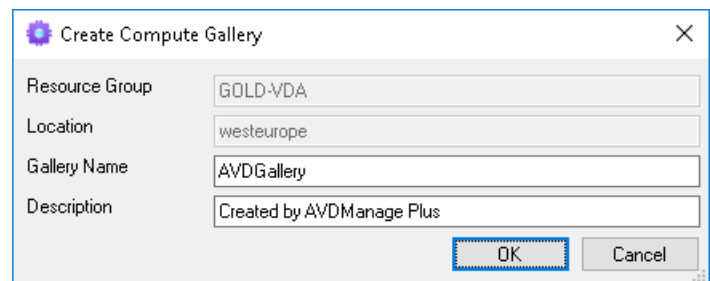 Create Compute Gallery
Resource Group GOLD-VDA
Location westeurope
Gallery Name AVDGallery
Description Created by AVDManage Plus
OK Cancel